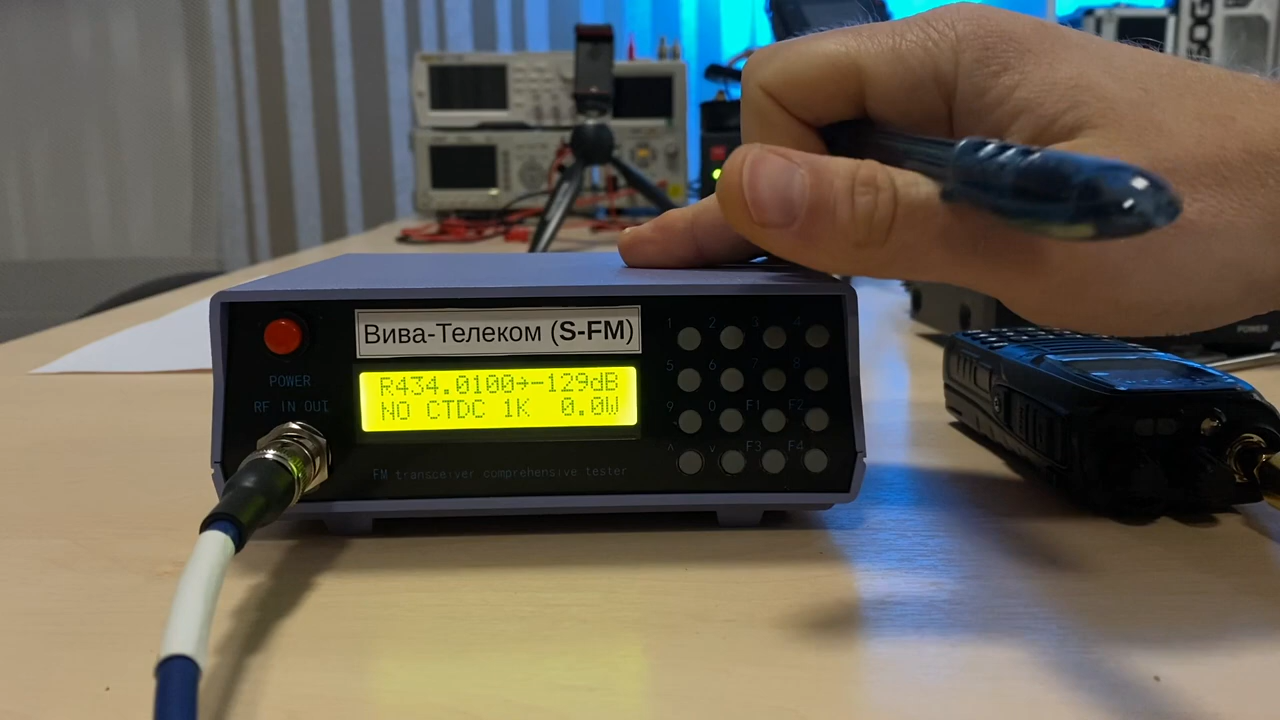 Вива-Телеком (S-FM)
R434.0100→-129dB
NO CTDC 1K 0.0W
POWER
RF IN OUT
FM transceiver comprehensive tester
1 2 3 4
5 6 7 8
9 0 F1 F2
^ v F3 F4
POWER